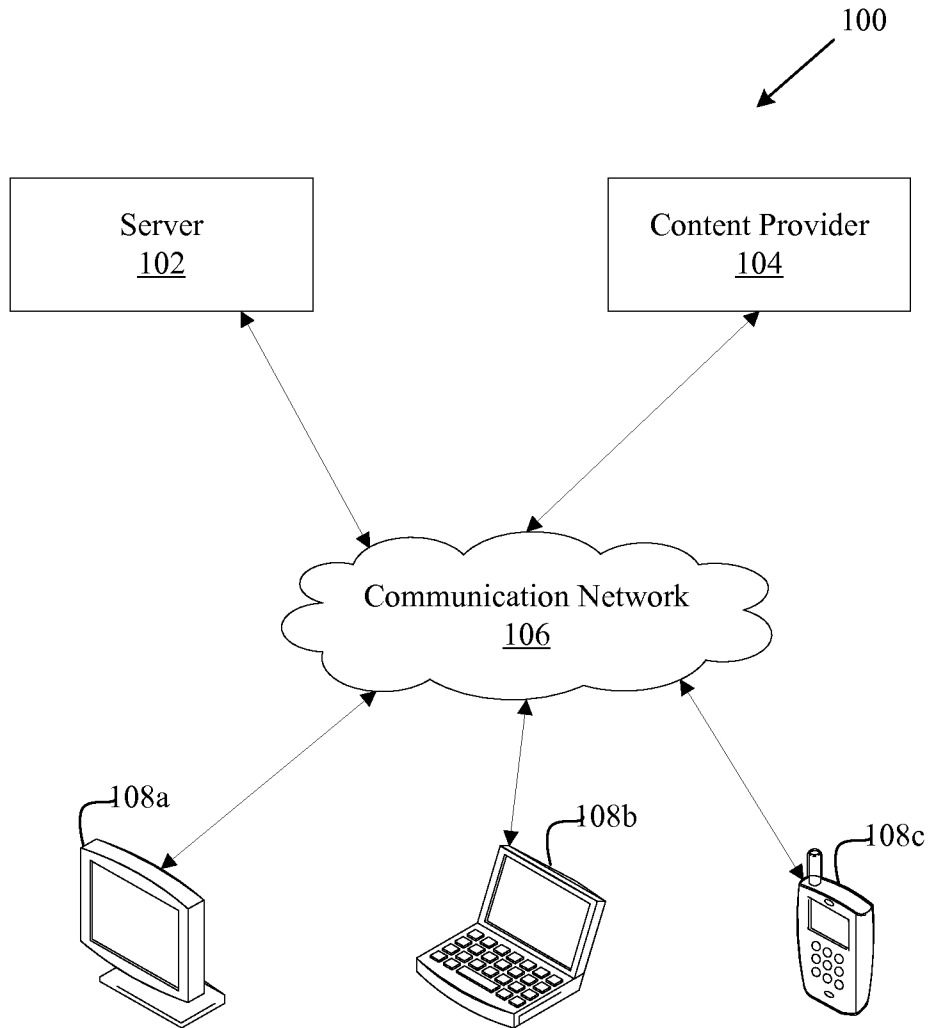 100
Server
102
Content Provider
104
Communication Network
106
108a
108b
108c